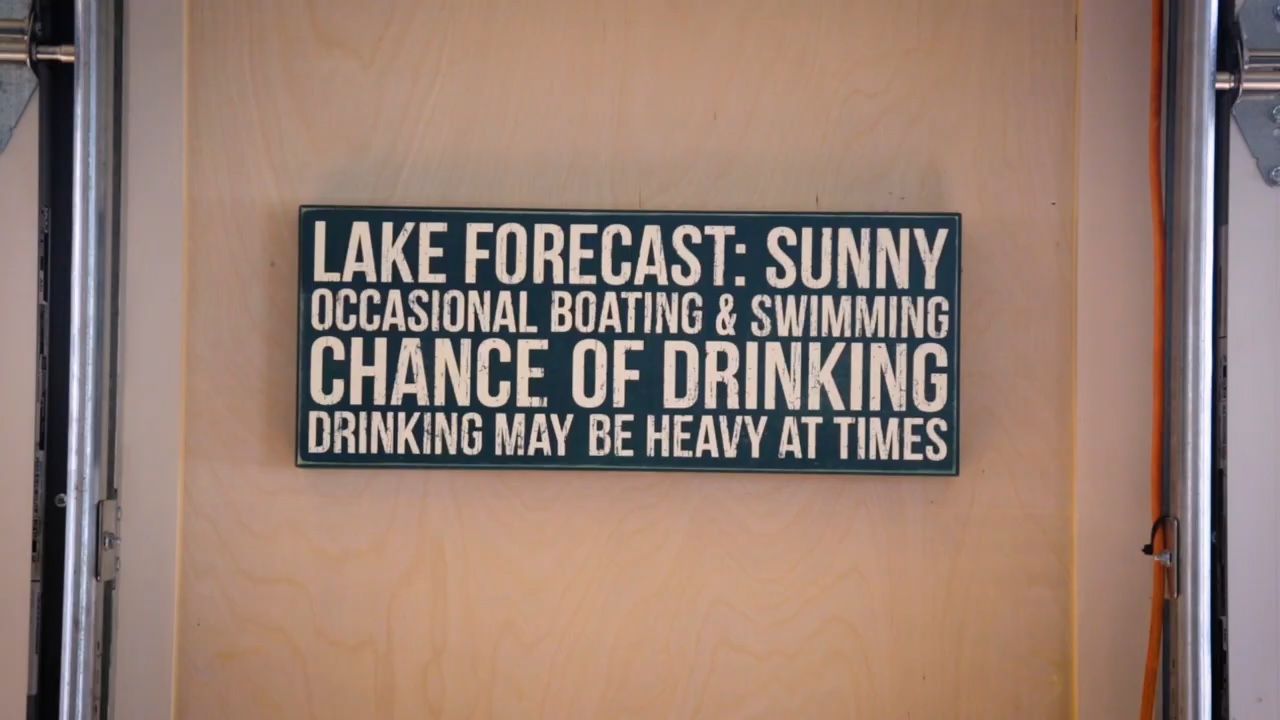 LAKE FORECAST: SUNNY
OCCASIONAL BOATING & SWIMMING
CHANCE OF DRINKING
DRINKING MAY BE HEAVY AT TIMES